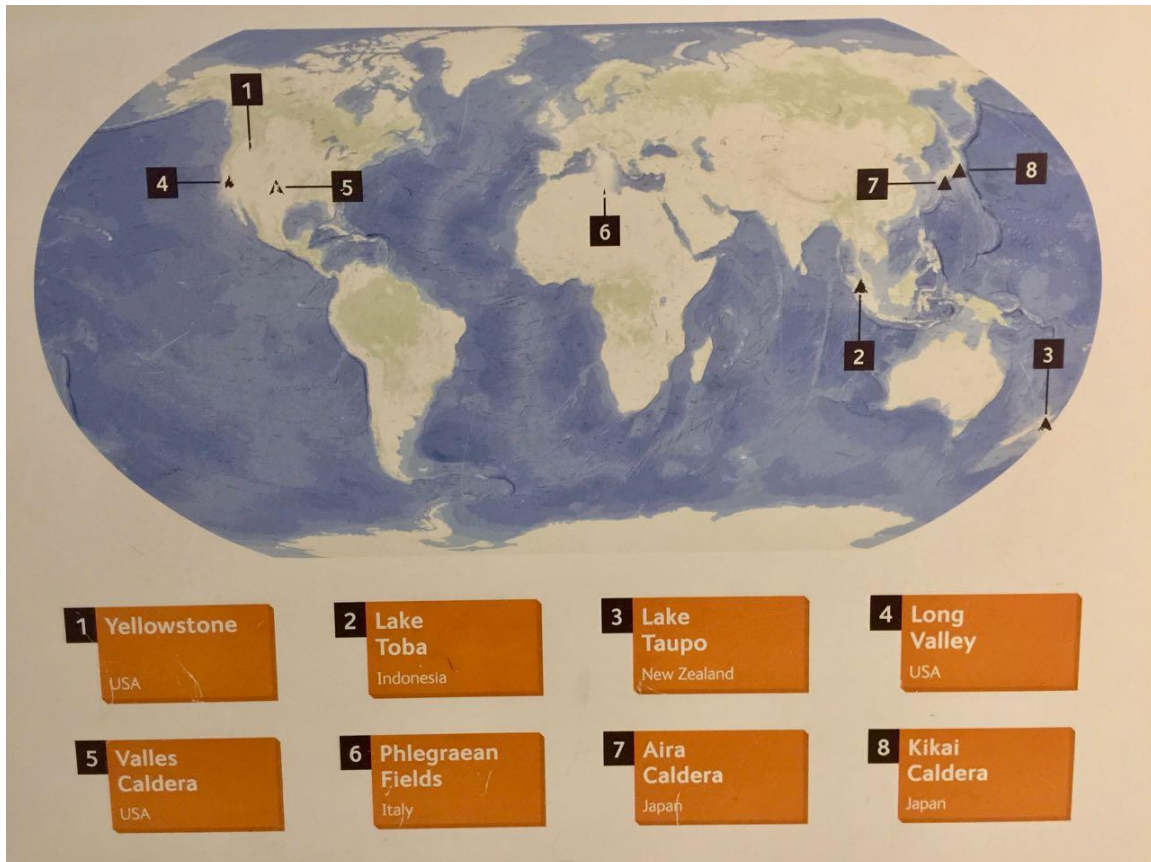 1
4
5
6
7
8
2
3
1 Yellowstone
USA
2 Lake
Toba
Indonesia
3 Lake
Taupo
New Zealand
4 Long
Valley
USA
5 Valles
Caldera
USA
6 Phlegraean
Fields
Italy
7 Aira
Caldera
Japan
8 Kikai
Caldera
Japan